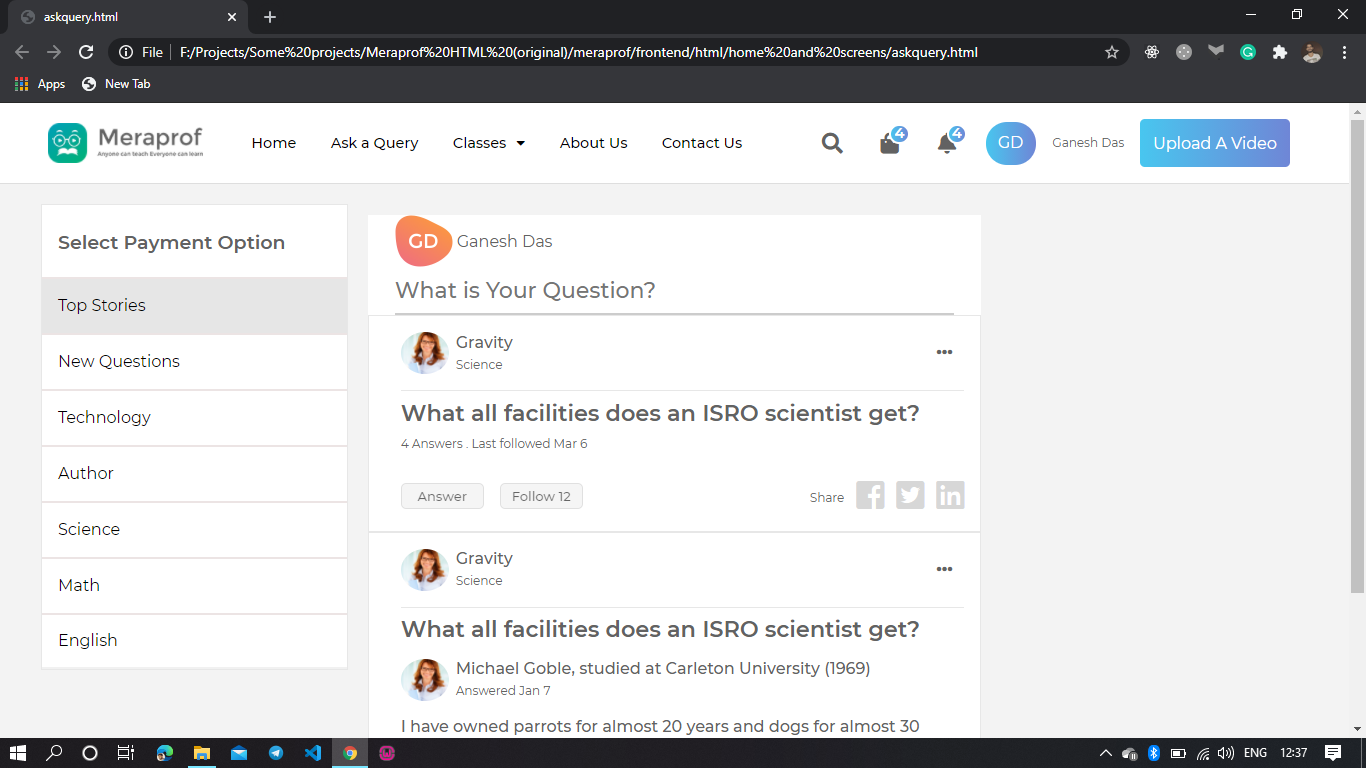 askquery.html
File F:/Projects/Some%20projects/Meraprof%20HTML%20(original)/meraprof/frontend/html/home%20and%20screens/askquery.html
Apps New Tab
Meraprof
Anyone can teach Everyone can learn
Home Ask a Query Classes About Us Contact Us 4 4 GD Ganesh Das Upload A Video
Select Payment Option
Top Stories
New Questions
Technology
Author
Science
Math
English
GD Ganesh Das
What is Your Question?
Gravity
Science
What all facilities does an ISRO scientist get?
4 Answers . Last followed Mar 6
Answer Follow 12 Share
Gravity
Science
What all facilities does an ISRO scientist get?
Michael Goble, studied at Carleton University (1969)
Answered Jan 7
I have owned parrots for almost 20 years and dogs for almost 30
ENG 12:37